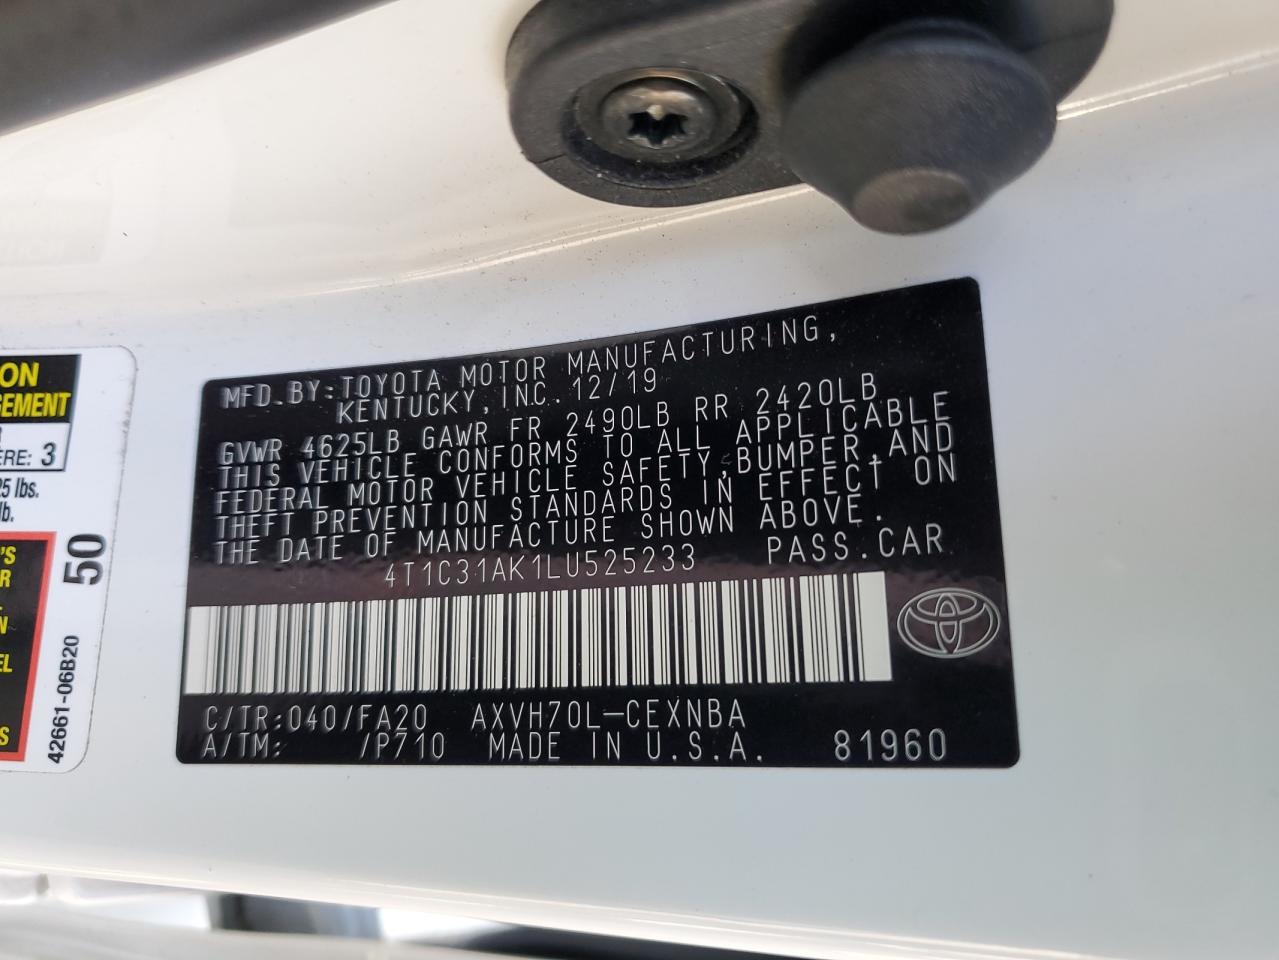 ON
GEMENT
ERE: 3
25 lbs.
lb.
'S
R
N
EL
S
50
42661-06B20
MFD.BY:TOYOTA MOTOR MANUFACTURING,
KENTUCKY,INC. 12/19
GVWR 4625LB GAWR FR 2490LB RR 2420LB
THIS VEHICLE CONFORMS TO ALL APPLICABLE
FEDERAL MOTOR VEHICLE SAFETY,BUMPER,AND
THEFT PREVENTION STANDARDS IN EFFECT ON
THE DATE OF MANUFACTURE SHOWN ABOVE.
4T1C31AK1LU525233 PASS.CAR
C/TR:040/FA20 AXVH70L-CEXNBA
A/TM: /P710 MADE IN U.S.A. 81960